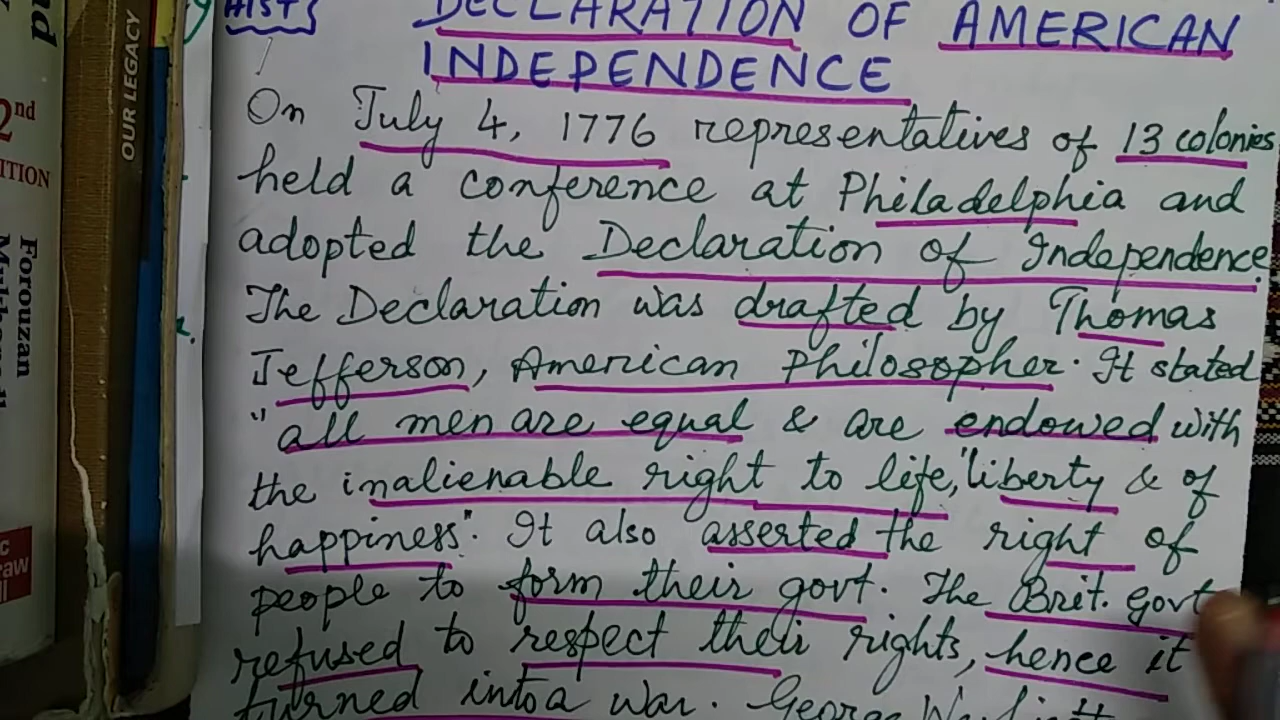 HIST
DECLARATION OF AMERICAN
INDEPENDENCE
On July 4, 1776 representatives of 13 colonies
held a conference at Philadelphia and
adopted the Declaration of Independence.
The Declaration was drafted by Thomas
Jefferson, American Philosopher. It stated
"all men are equal & are endowed with
the inalienable right to life, "liberty & of
happiness". It also asserted the right of
people to form their govt. The Brit. Govt
refused to respect their rights, hence it
turned into a war. George
OUR LEGACY
2nd
ITION
Forouzan